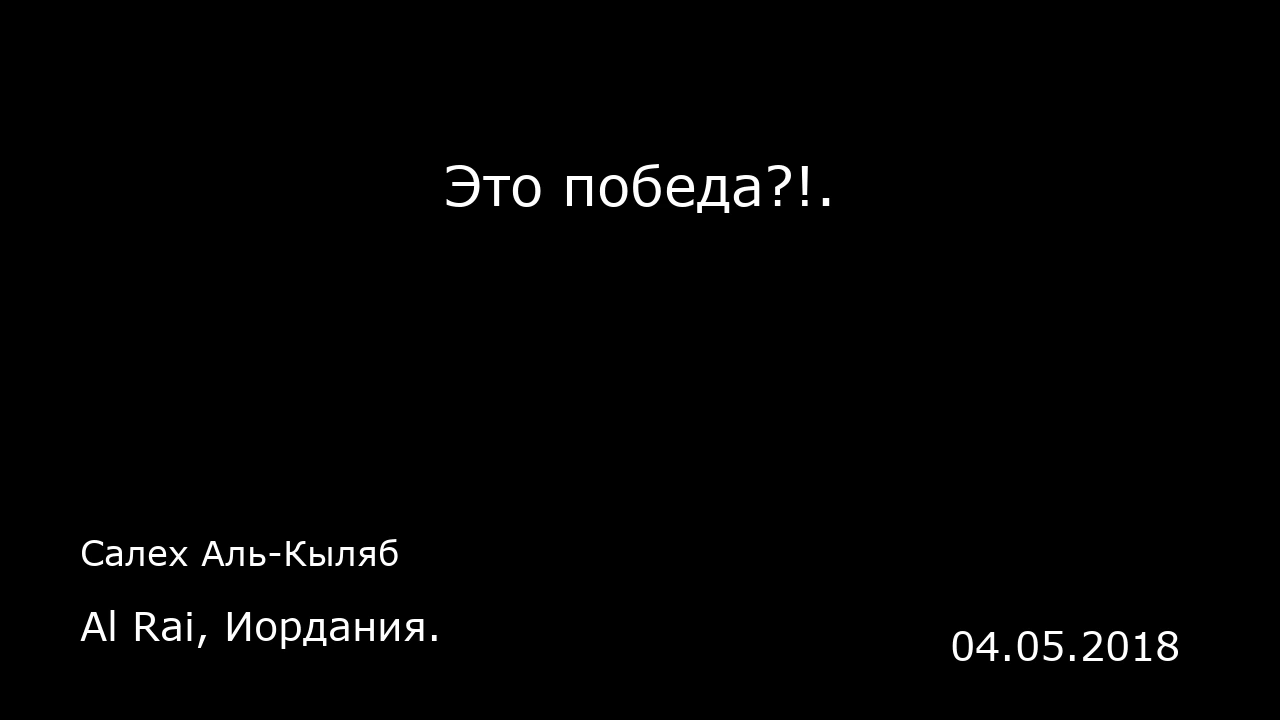 Это победа?!.
Салех Аль-Кыляб
Al Rai, Иордания.
04.05.2018